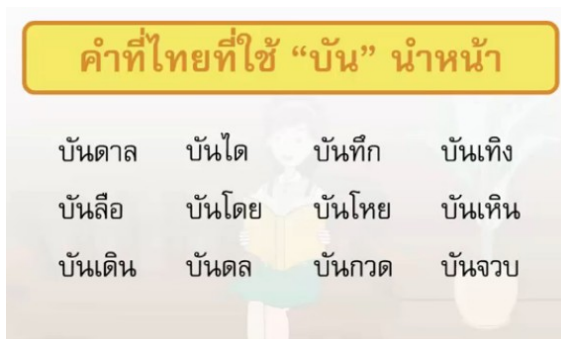 คำที่ไทยที่ใช้ “บัน” นำหน้า
บันดาล บันได บันทึก บันเทิง
บันลือ บันโดย บันโหย บันเหิน
บันเดิน บันดล บันกวด บันจวบ